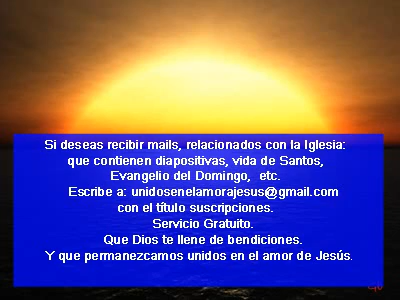 Si deseas recibir mails, relacionados con la Iglesia:
que contienen diapositivas, vida de Santos,
Evangelio del Domingo, etc.
Escribe a: unidosenelamorajesus@gmail.com
con el título suscripciones.
Servicio Gratuito.
Que Dios te llene de bendiciones.
Y que permanezcamos unidos en el amor de Jesús.